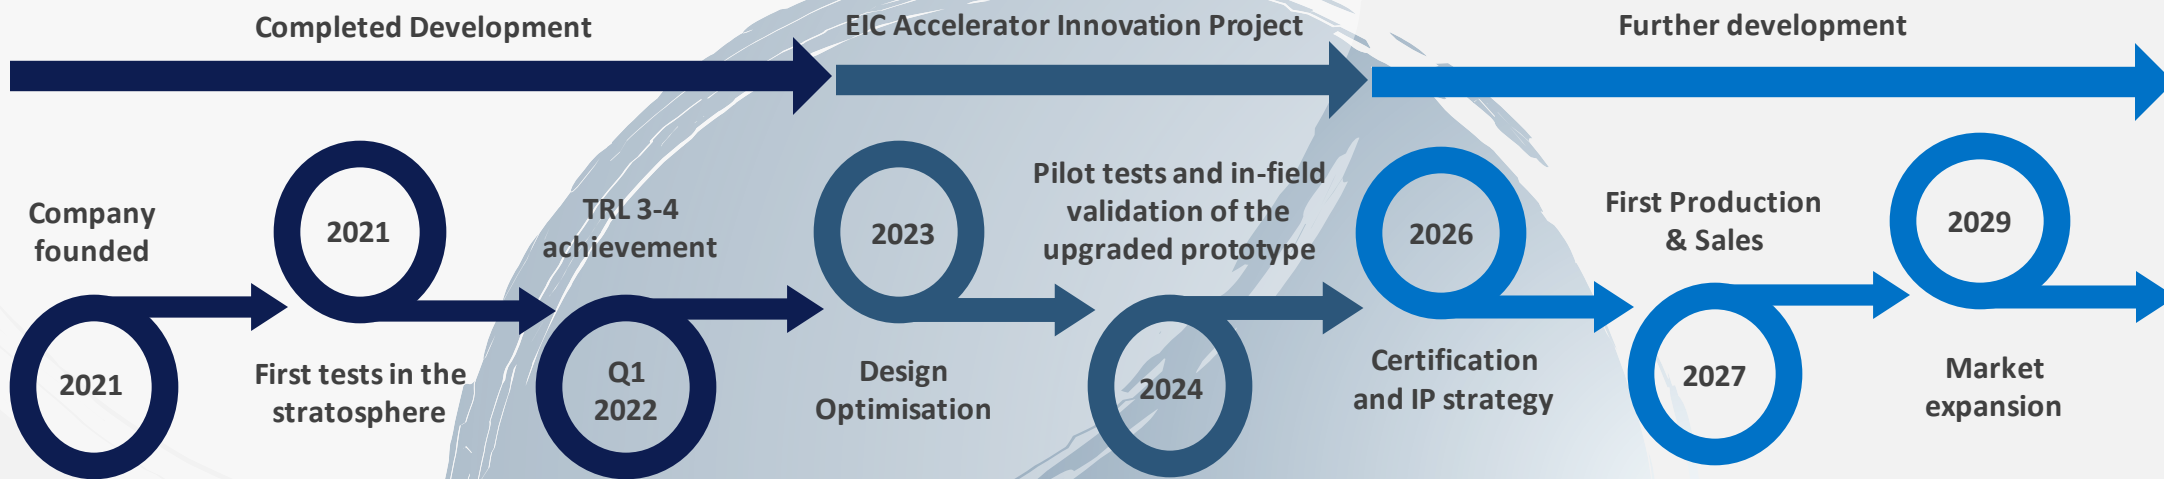 Completed Development
EIC Accelerator Innovation Project
Further development
Company
founded
2021
2021
First tests in the
stratosphere
TRL 3-4
achievement
Q1
2022
2023
Design
Optimisation
Pilot tests and in-field
validation of the
upgraded prototype
2024
2026
Certification
and IP strategy
First Production
& Sales
2027
2029
Market
expansion